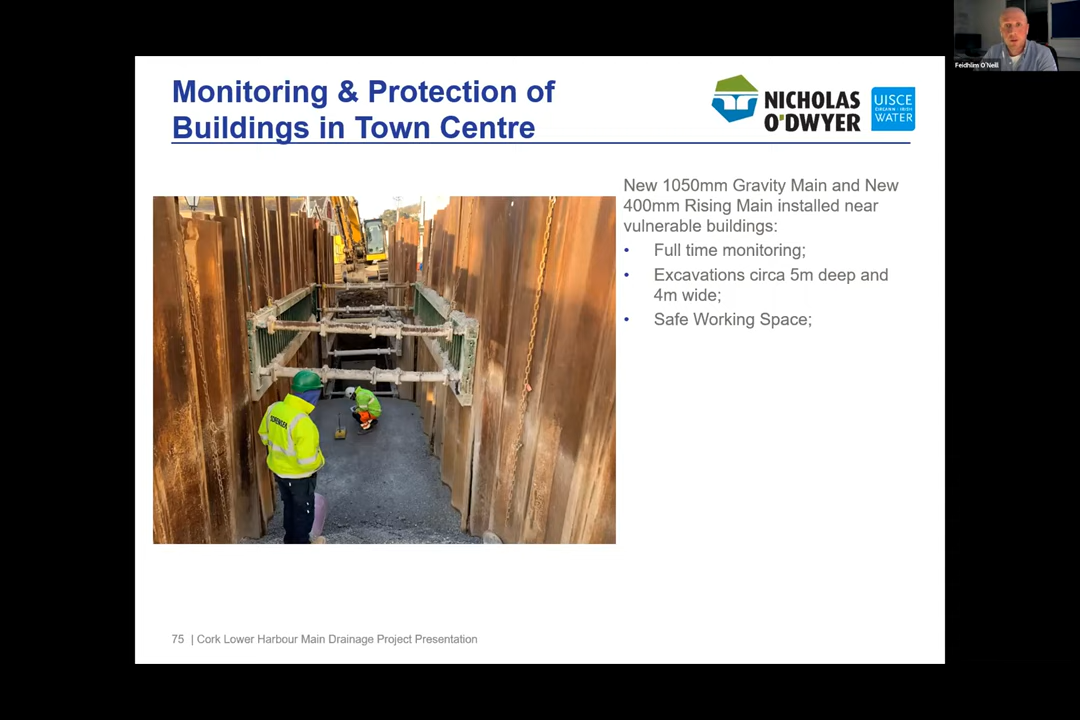 Monitoring & Protection of
Buildings in Town Centre
NICHOLAS
O'DWYER
UISCE
ÉIREANN : IRISH
WATER
Feidhlim O'Neill
New 1050mm Gravity Main and New
400mm Rising Main installed near
vulnerable buildings:
• Full time monitoring;
• Excavations circa 5m deep and
4m wide;
• Safe Working Space;
75 | Cork Lower Harbour Main Drainage Project Presentation